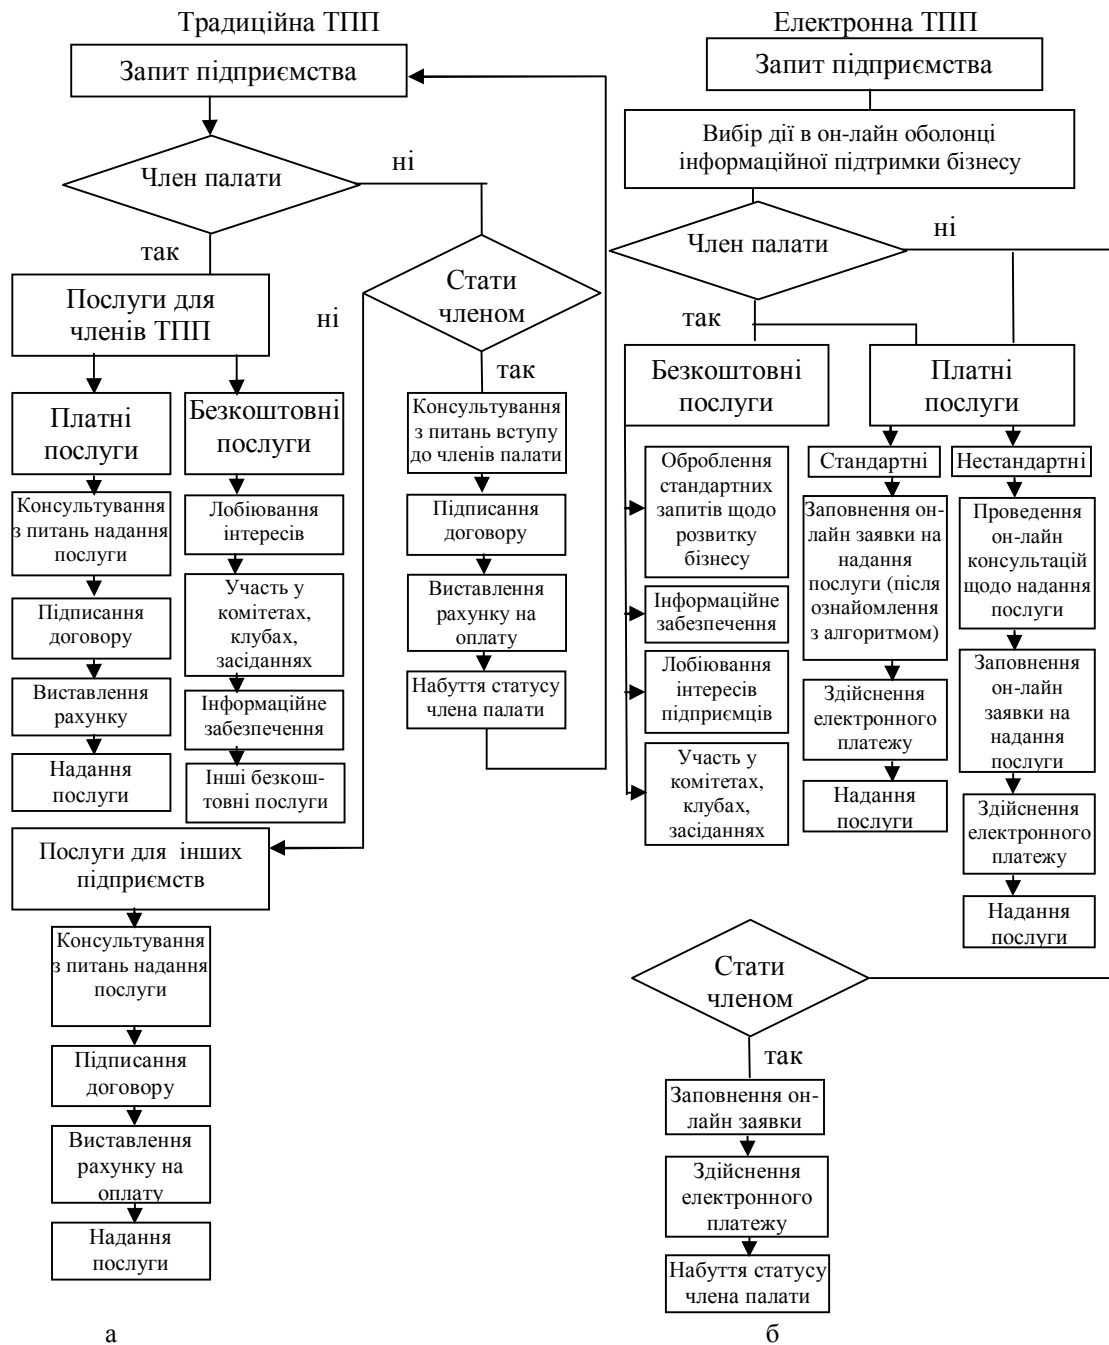 Традиційна ТПП
Запит підприємства
Член палати
ні
так
Послуги для
членів ТПП
ні
Стати
членом
так
Платні
послуги
Безкоштовні
послуги
Консультування
з питань вступу
до членів палати
Консультування
з питань надання
послуги
Лобіювання
інтересів
Підписання
договору
Підписання
договору
Участь у
комітетах,
клубах,
засіданнях
Виставлення
рахунку на
оплату
Виставлення
рахунку
Інформаційне
забезпечення
Набуття статусу
члена палати
Надання
послуги
Інші безкош-
товні послуги
Послуги для інших
підприємств
Консультування
з питань надання
послуги
Підписання
договору
Виставлення
рахунку на
оплату
Надання
послуги
а
Електронна ТПП
Запит підприємства
Вибір дії в он-лайн оболонці
інформаційної підтримки бізнесу
Член палати
ні
так
Безкоштовні
послуги
Платні
послуги
Оброблення
стандартних
запитів щодо
розвитку
бізнесу
Інформаційне
забезпечення
Лобіювання
інтересів
підприємців
Участь у
комітетах,
клубах,
засіданнях
Стандартні
Нестандартні
Заповнення он-
лайн заявки на
надання
послуги (після
ознайомлення
з алгоритмом)
Здійснення
електронного
платежу
Надання
послуги
Проведення
он-лайн
консультацій
щодо надання
послуги
Заповнення
он-лайн
заявки на
надання
послуги
Здійснення
електронного
платежу
Надання
послуги
Стати
членом
так
Заповнення он-
лайн заявки
Здійснення
електронного
платежу
Набуття статусу
члена палати
б